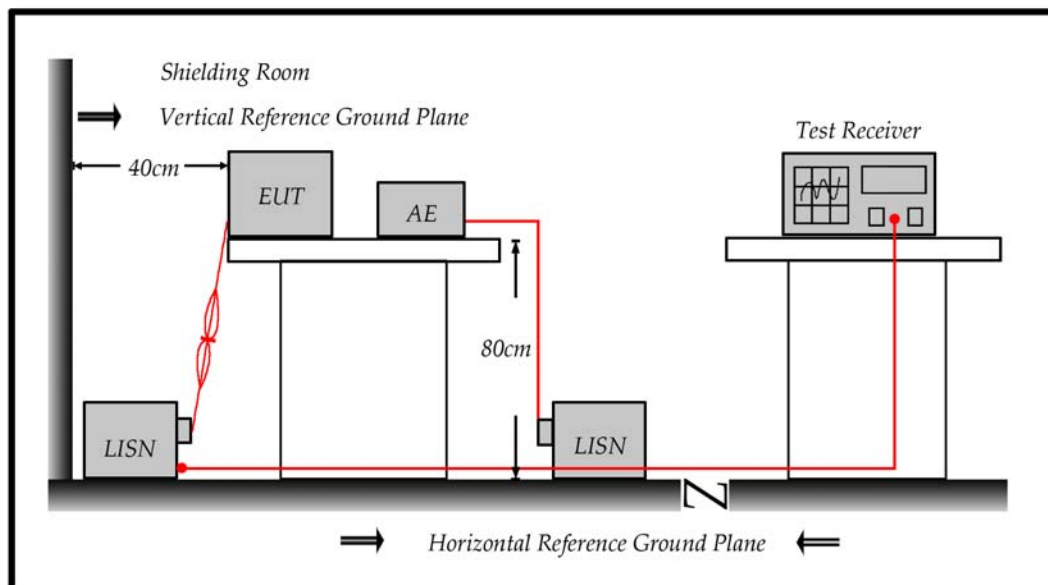 Shielding Room
Vertical Reference Ground Plane
Test Receiver
40cm
EUT
AE
80cm
LISN
LISN
Horizontal Reference Ground Plane